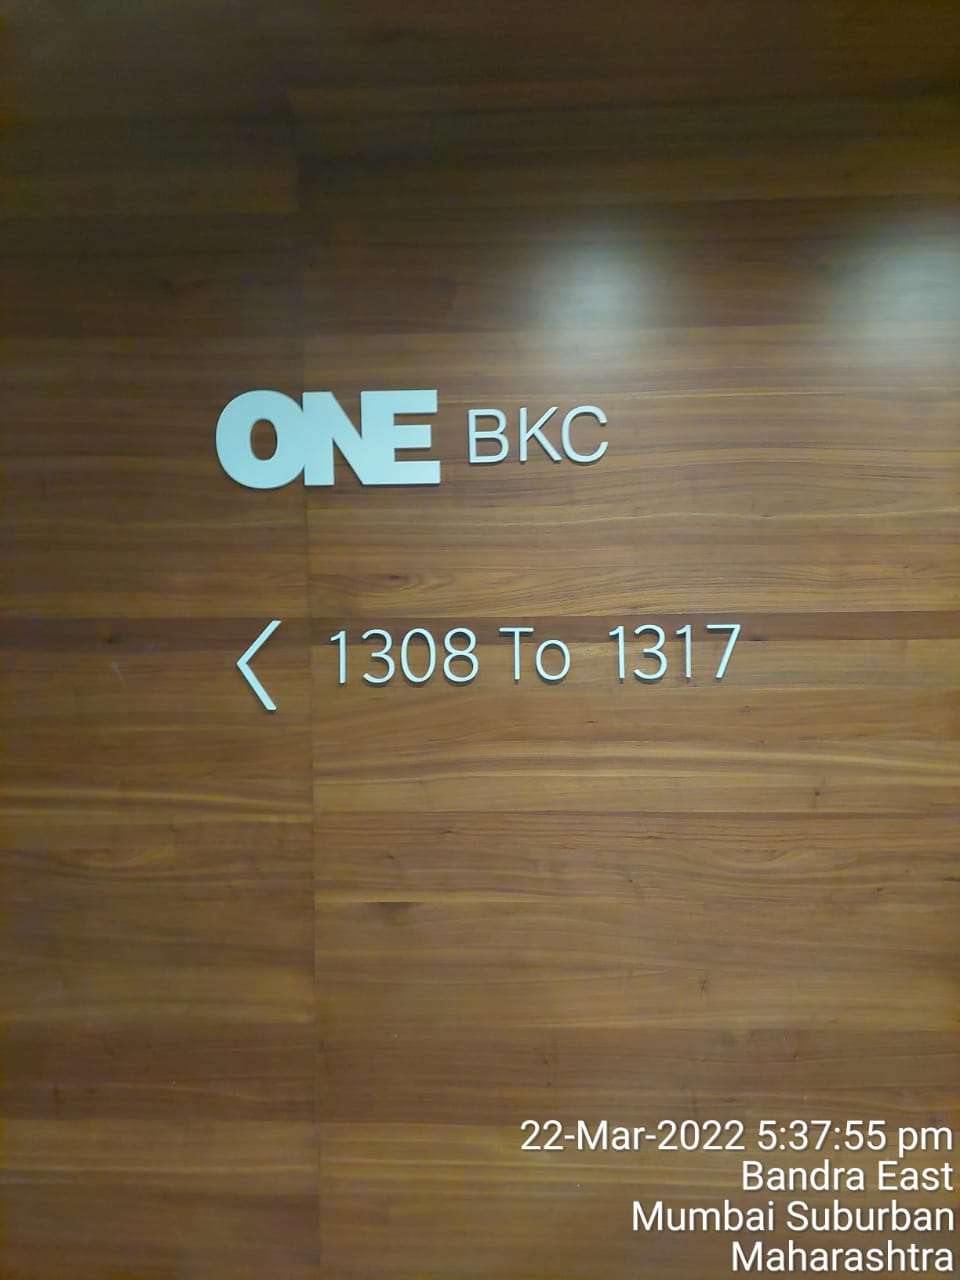 ONE BKC
< 1308 To 1317
22-Mar-2022 5:37:55 pm
Bandra East
Mumbai Suburban
Maharashtra